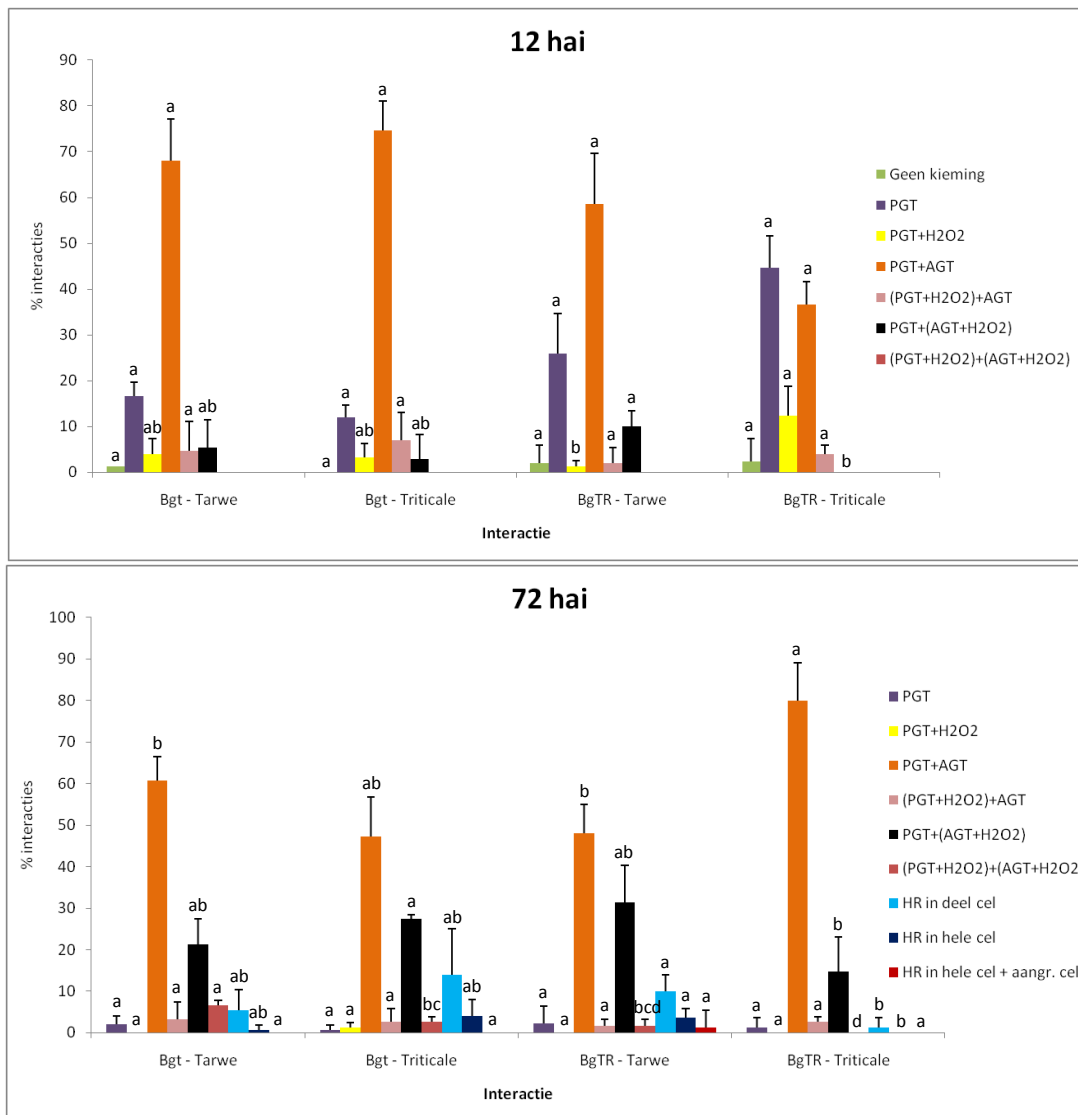 12 hai
90
80
70
60
50
40
30
20
10
0
% interacties
a a ab a a ab
a a ab a a ab
a a b a a a
a a a a a b
Bgt - Tarwe
Bgt - Triticale
BgTR - Tarwe
BgTR - Triticale
Interactie
Geen kieming
PGT
PGT+H2O2
PGT+AGT
(PGT+H2O2)+AGT
PGT+(AGT+H2O2)
(PGT+H2O2)+(AGT+H2O2)
72 hai
100
90
80
70
60
50
40
30
20
10
0
% interacties
a a b a ab a ab ab a
a a ab a a bc ab ab a
a a b a ab bcd a a a
a a a a b d b b a
Bgt - Tarwe
Bgt - Triticale
BgTR - Tarwe
BgTR - Triticale
Interactie
PGT
PGT+H2O2
PGT+AGT
(PGT+H2O2)+AGT
PGT+(AGT+H2O2)
(PGT+H2O2)+(AGT+H2O2
HR in deel cel
HR in hele cel
HR in hele cel + aangr. cel